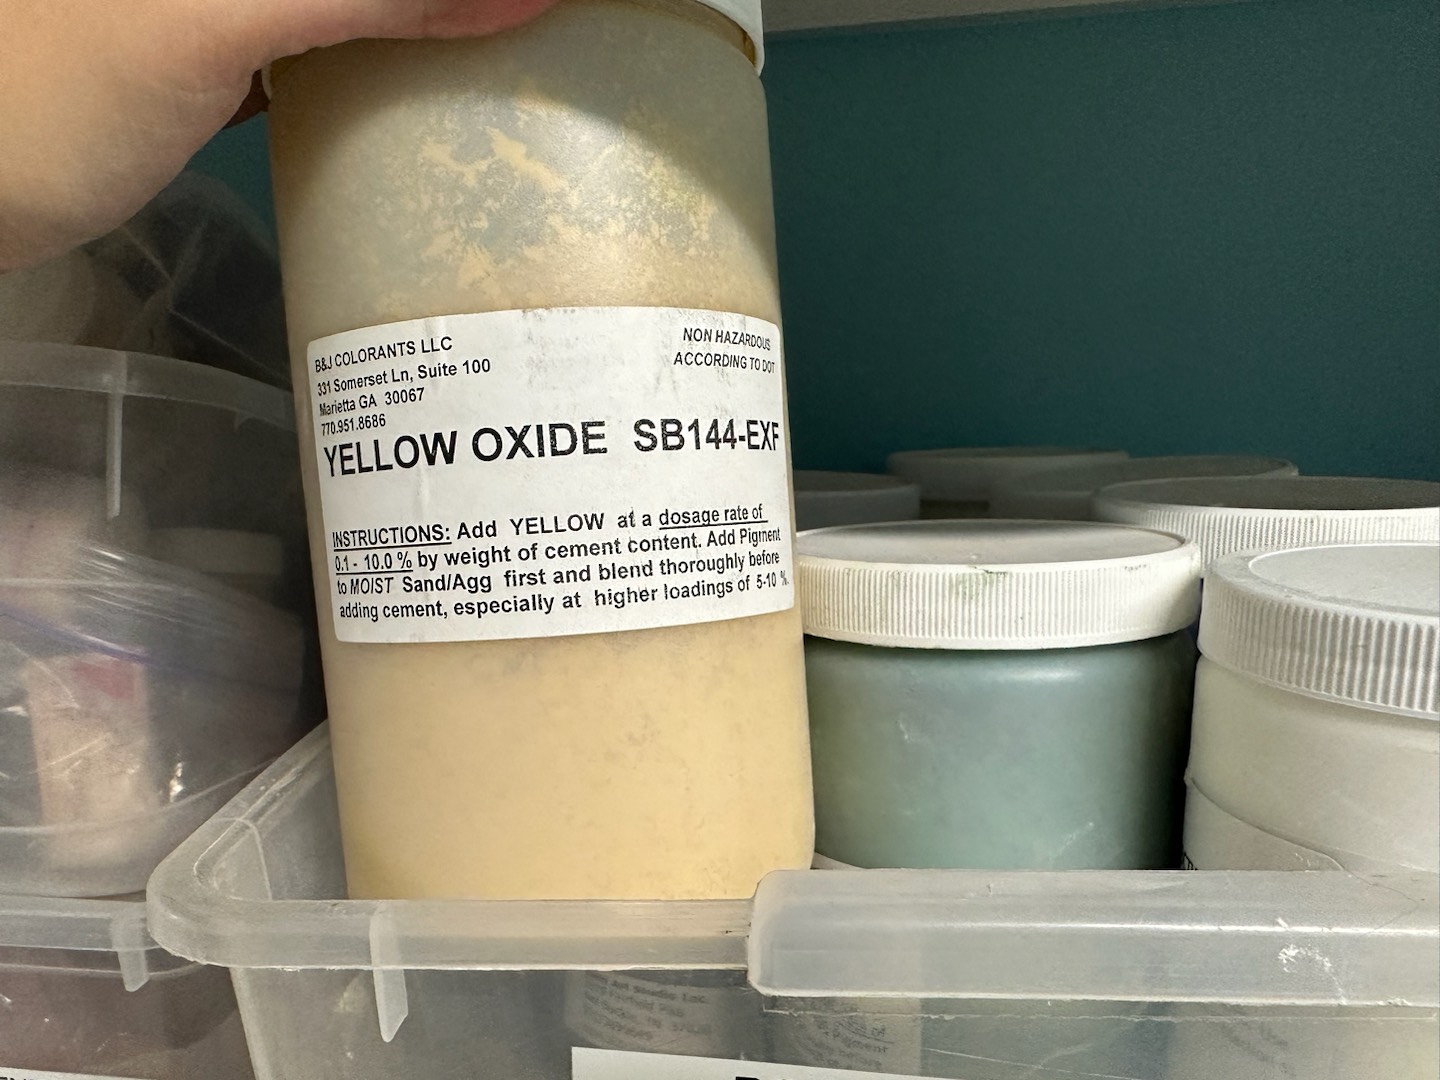 B&J COLORANTS LLC
331 Somerset Ln, Suite 100
Marietta GA 30067
770.951.8686
NON HAZARDOUS
ACCORDING TO DOT
YELLOW OXIDE SB144-EXF
INSTRUCTIONS: Add YELLOW at a dosage rate of
0.1 - 10.0 % by weight of cement content. Add Pigment
to MOIST Sand/Agg first and blend thoroughly before
adding cement, especially at higher loadings of 5-10 %.